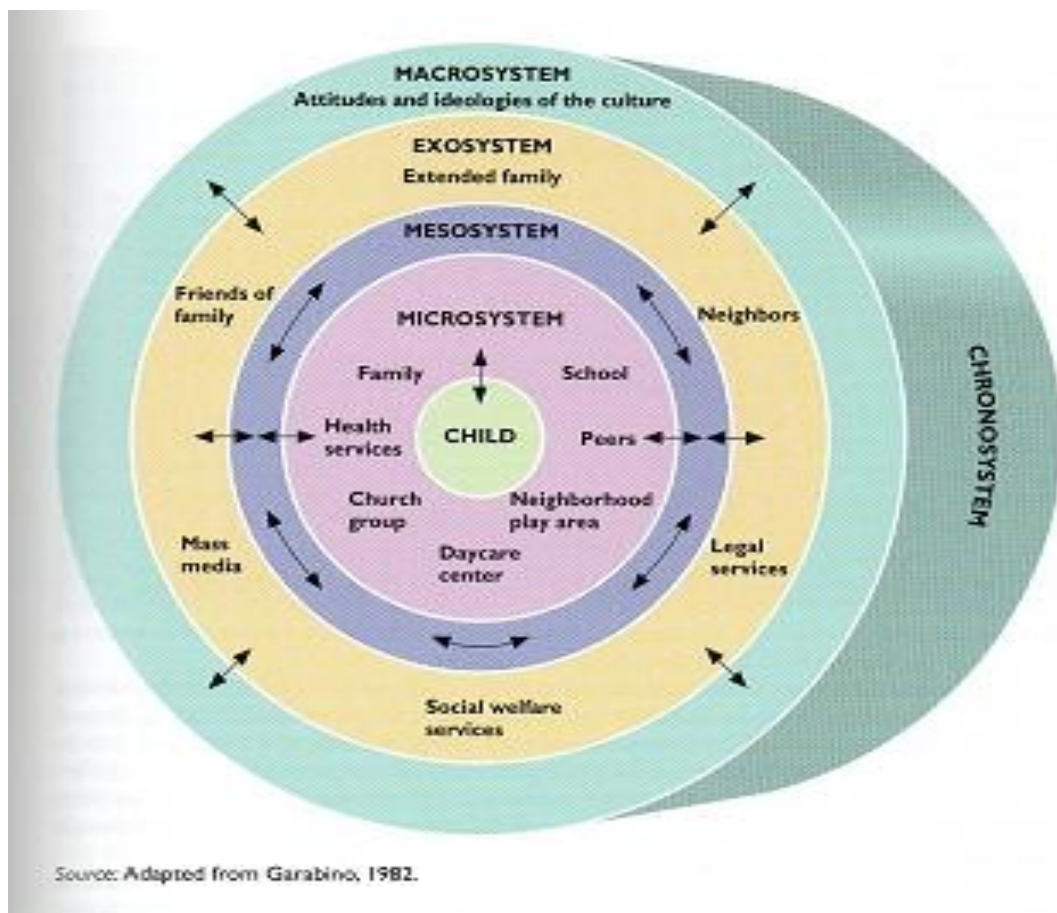 MACROSYSTEM
Attitudes and ideologies of the culture
EXOSYSTEM
Extended family
MESOSYSTEM
Friends of
family
Neighbors
MICROSYSTEM
Family
School
Health
services
CHILD
Peers
Church
group
Neighborhood
play area
Daycare
center
Mass
media
Legal
services
Social welfare
services
CHRONOSYSTEM
Source: Adapted from Garabino, 1982.